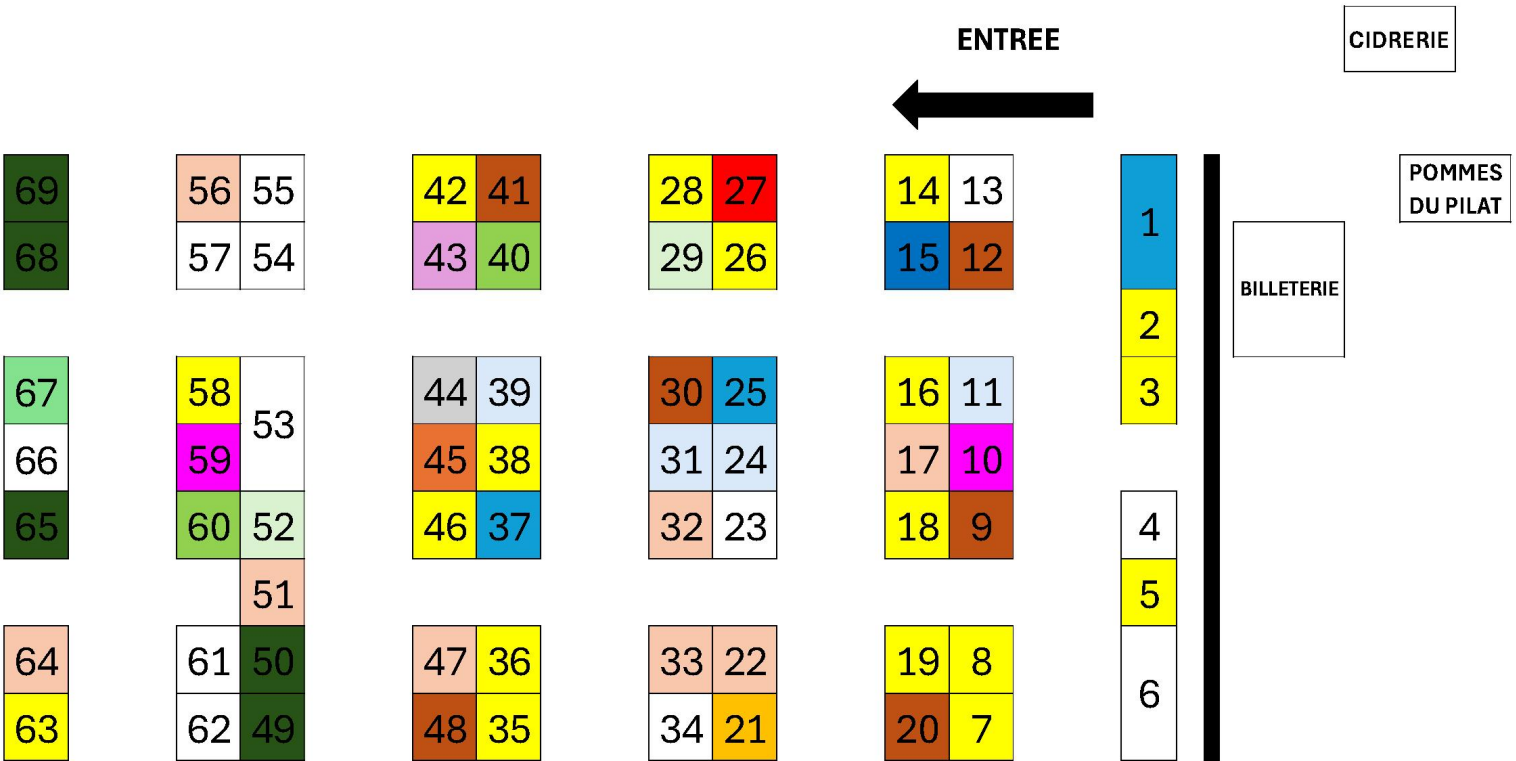 ENTREE
CIDRERIE
69 56 55 42 41 28 27 14 13 1 POMMES
DU PILAT
68 57 54 43 40 29 26 15 12
BILLETERIE
2
67 58 53 44 39 30 25 16 11 3
66 59 45 38 31 24 17 10
65 60 52 46 37 32 23 18 9 4
51 5
64 61 50 47 36 33 22 19 8 6
63 62 49 48 35 34 21 20 7